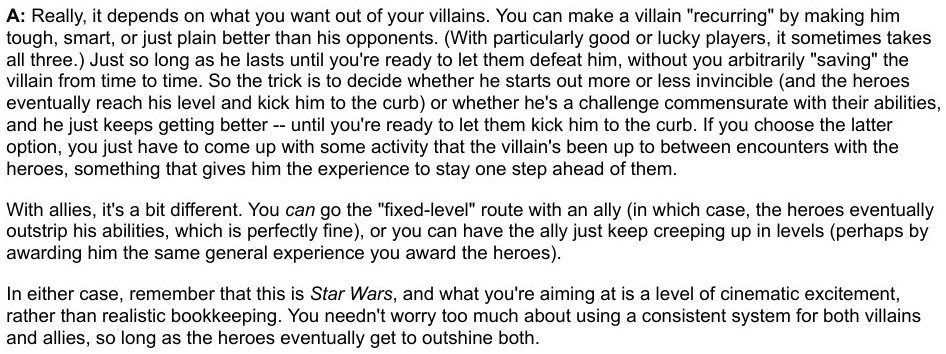 A: Really, it depends on what you want out of your villains. You can make a villain "recurring" by making him
tough, smart, or just plain better than his opponents. (With particularly good or lucky players, it sometimes takes
all three.) Just so long as he lasts until you're ready to let them defeat him, without you arbitrarily "saving" the
villain from time to time. So the trick is to decide whether he starts out more or less invincible (and the heroes
eventually reach his level and kick him to the curb) or whether he's a challenge commensurate with their abilities,
and he just keeps getting better -- until you're ready to let them kick him to the curb. If you choose the latter
option, you just have to come up with some activity that the villain's been up to between encounters with the
heroes, something that gives him the experience to stay one step ahead of them.
With allies, it's a bit different. You can go the "fixed-level" route with an ally (in which case, the heroes eventually
outstrip his abilities, which is perfectly fine), or you can have the ally just keep creeping up in levels (perhaps by
awarding him the same general experience you award the heroes).
In either case, remember that this is Star Wars, and what you're aiming at is a level of cinematic excitement,
rather than realistic bookkeeping. You needn't worry too much about using a consistent system for both villains
and allies, so long as the heroes eventually get to outshine both.